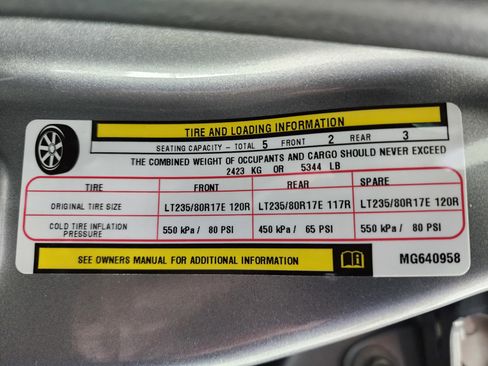 TIRE AND LOADING INFORMATION
SEATING CAPACITY - TOTAL 5 FRONT 2 REAR 3
THE COMBINED WEIGHT OF OCCUPANTS AND CARGO SHOULD NEVER EXCEED
2423 KG OR 5344 LB
TIRE FRONT REAR SPARE
ORIGINAL TIRE SIZE LT235/80R17E 120R LT235/80R17E 117R LT235/80R17E 120R
COLD TIRE INFLATION PRESSURE 550 kPa / 80 PSI 450 kPa / 65 PSI 550 kPa / 80 PSI
SEE OWNERS MANUAL FOR ADDITIONAL INFORMATION MG640958